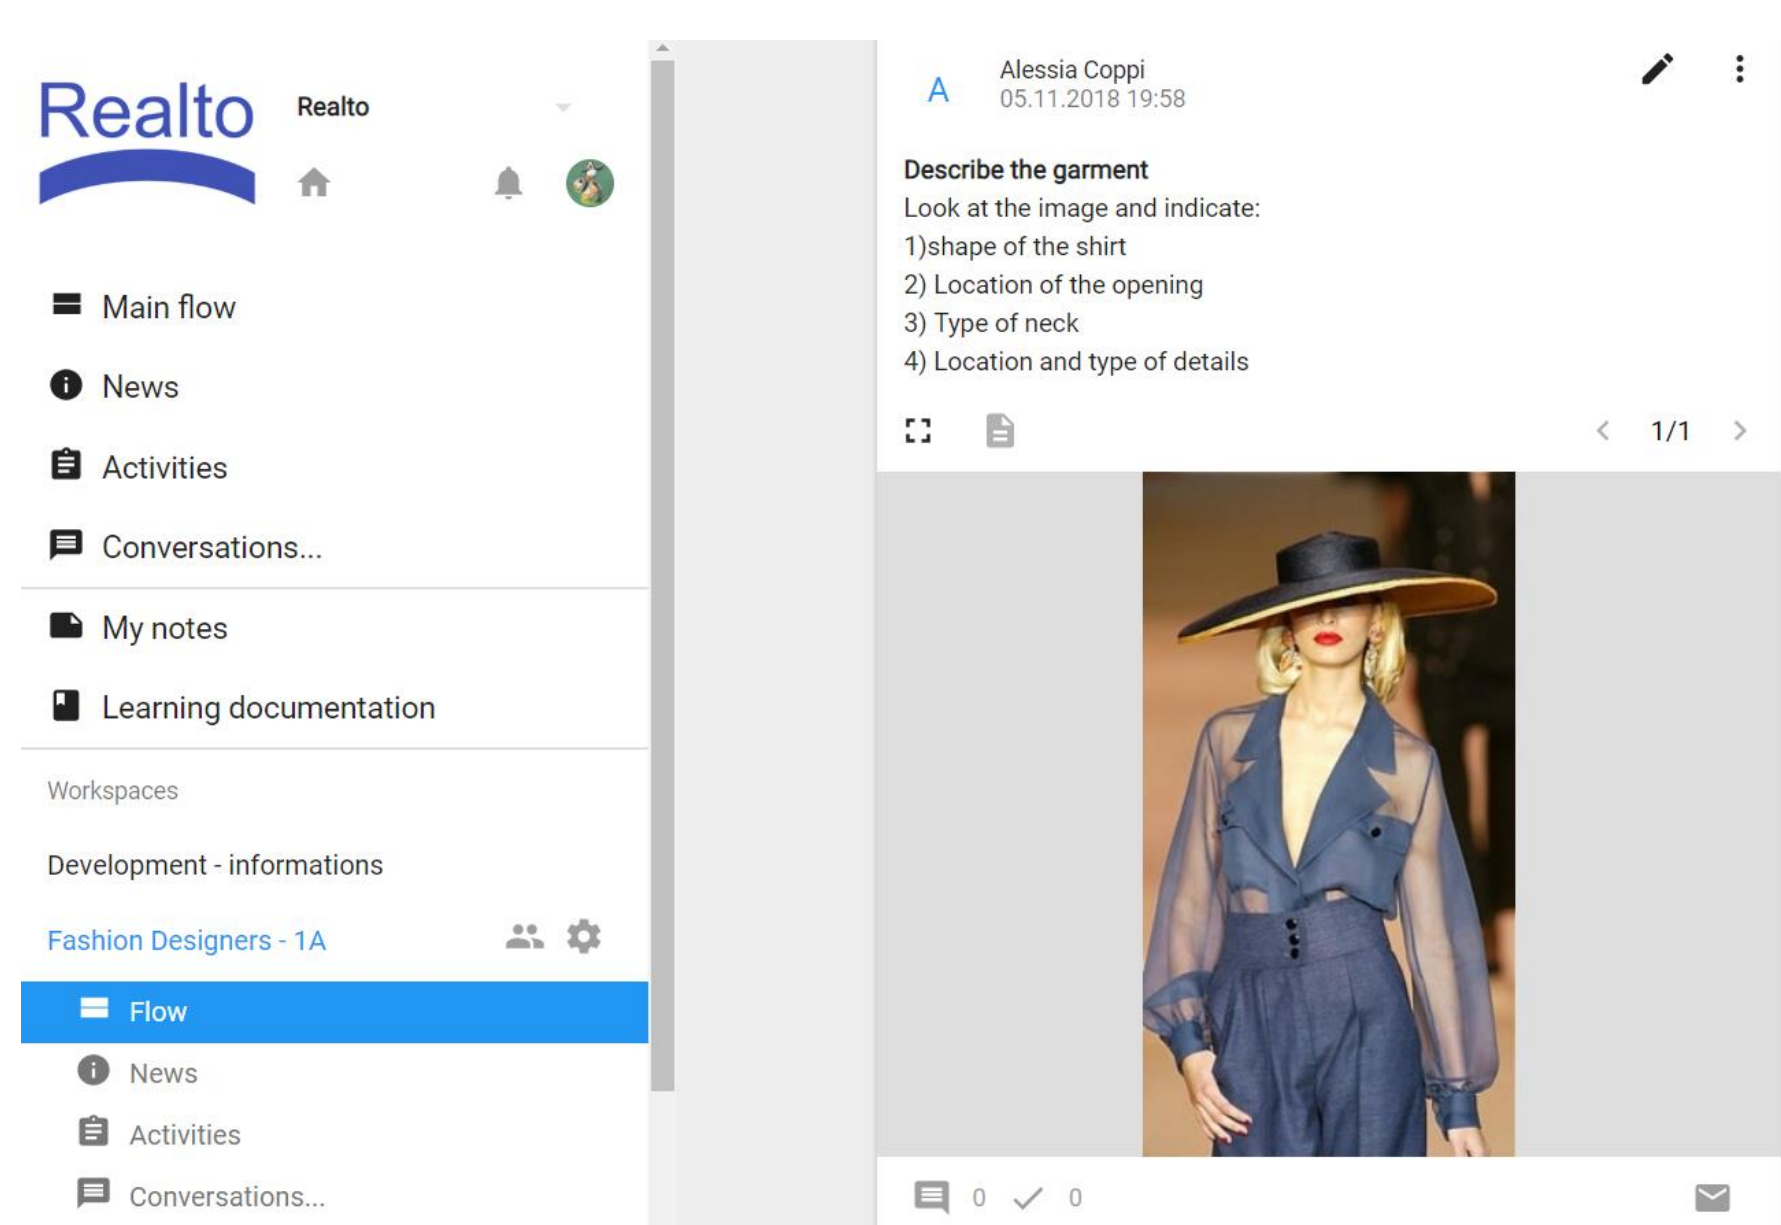 Realto
Realto
Main flow
News
Activities
Conversations...
My notes
Learning documentation
Workspaces
Development - informations
Fashion Designers - 1A
Flow
News
Activities
Conversations...
A
Alessia Coppi
05.11.2018 19:58
Describe the garment
Look at the image and indicate:
1)shape of the shirt
2) Location of the opening
3) Type of neck
4) Location and type of details
1/1
0
0